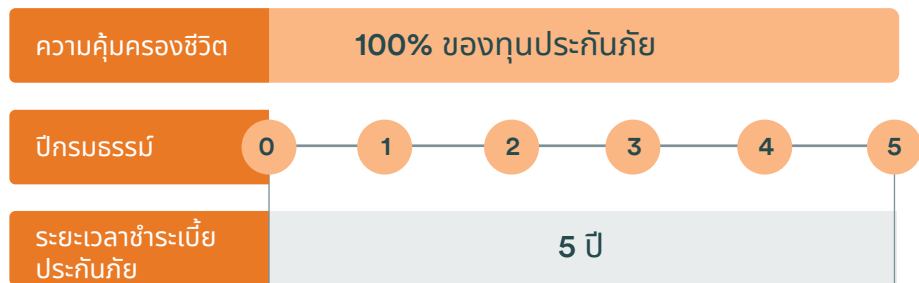 ความคุ้มครองชีวิต
100% ของทุนประกันภัย
ปีกรมธรรม์
0 1 2 3 4 5
ระยะเวลาชำระเบี้ย
ประกันภัย
5 ปี